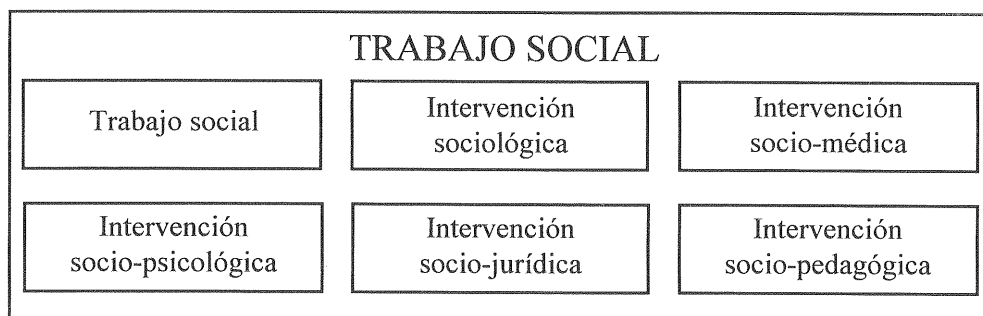 TRABAJO SOCIAL
Trabajo social
Intervención
sociológica
Intervención
socio-médica
Intervención
socio-psicológica
Intervención
socio-jurídica
Intervención
socio-pedagógica